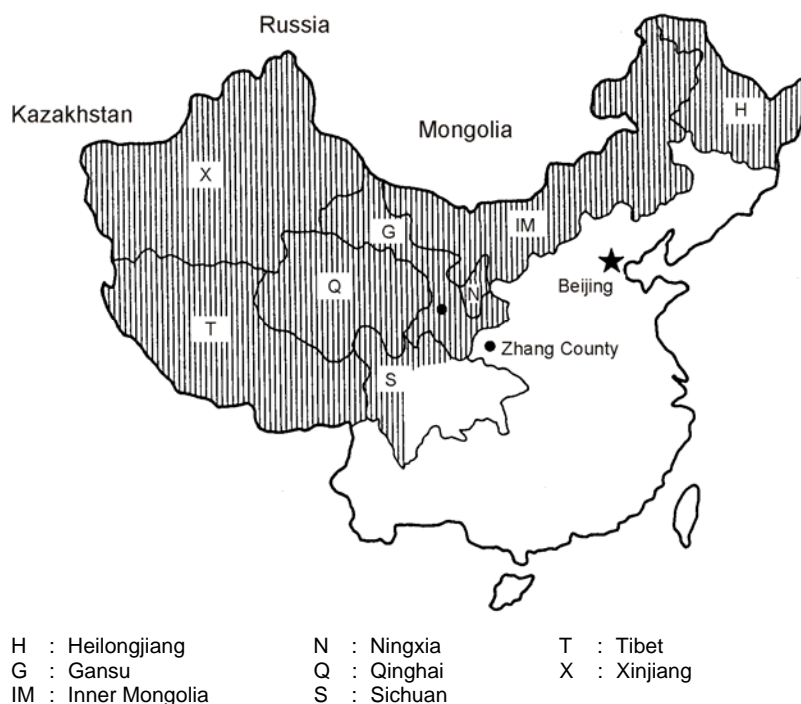 Russia
Kazakhstan
Mongolia
H
X
IM
G
Beijing
Q
N
T
Zhang County
S
H : Heilongjiang N : Ningxia T : Tibet
G : Gansu Q : Qinghai X : Xinjiang
IM : Inner Mongolia S : Sichuan